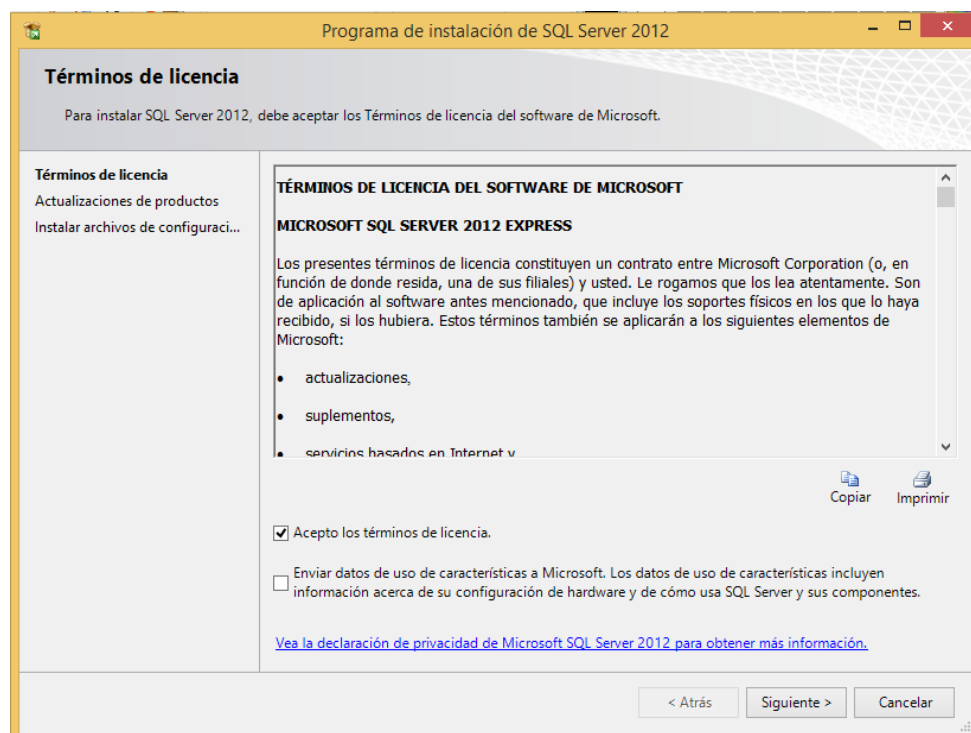 Programa de instalación de SQL Server 2012
Términos de licencia
Para instalar SQL Server 2012, debe aceptar los Términos de licencia del software de Microsoft.
Términos de licencia
Actualizaciones de productos
Instalar archivos de configuraci...
TÉRMINOS DE LICENCIA DEL SOFTWARE DE MICROSOFT
MICROSOFT SQL SERVER 2012 EXPRESS
Los presentes términos de licencia constituyen un contrato entre Microsoft Corporation (o, en
función de donde resida, una de sus filiales) y usted. Le rogamos que los lea atentamente. Son
de aplicación al software antes mencionado, que incluye los soportes físicos en los que lo haya
recibido, si los hubiera. Estos términos también se aplicarán a los siguientes elementos de
Microsoft:
• actualizaciones,
• suplementos,
• servicios basados en Internet y
Copiar
Imprimir
Acepto los términos de licencia.
Enviar datos de uso de características a Microsoft. Los datos de uso de características incluyen
información acerca de su configuración de hardware y de cómo usa SQL Server y sus componentes.
Vea la declaración de privacidad de Microsoft SQL Server 2012 para obtener más información.
< Atrás
Siguiente >
Cancelar